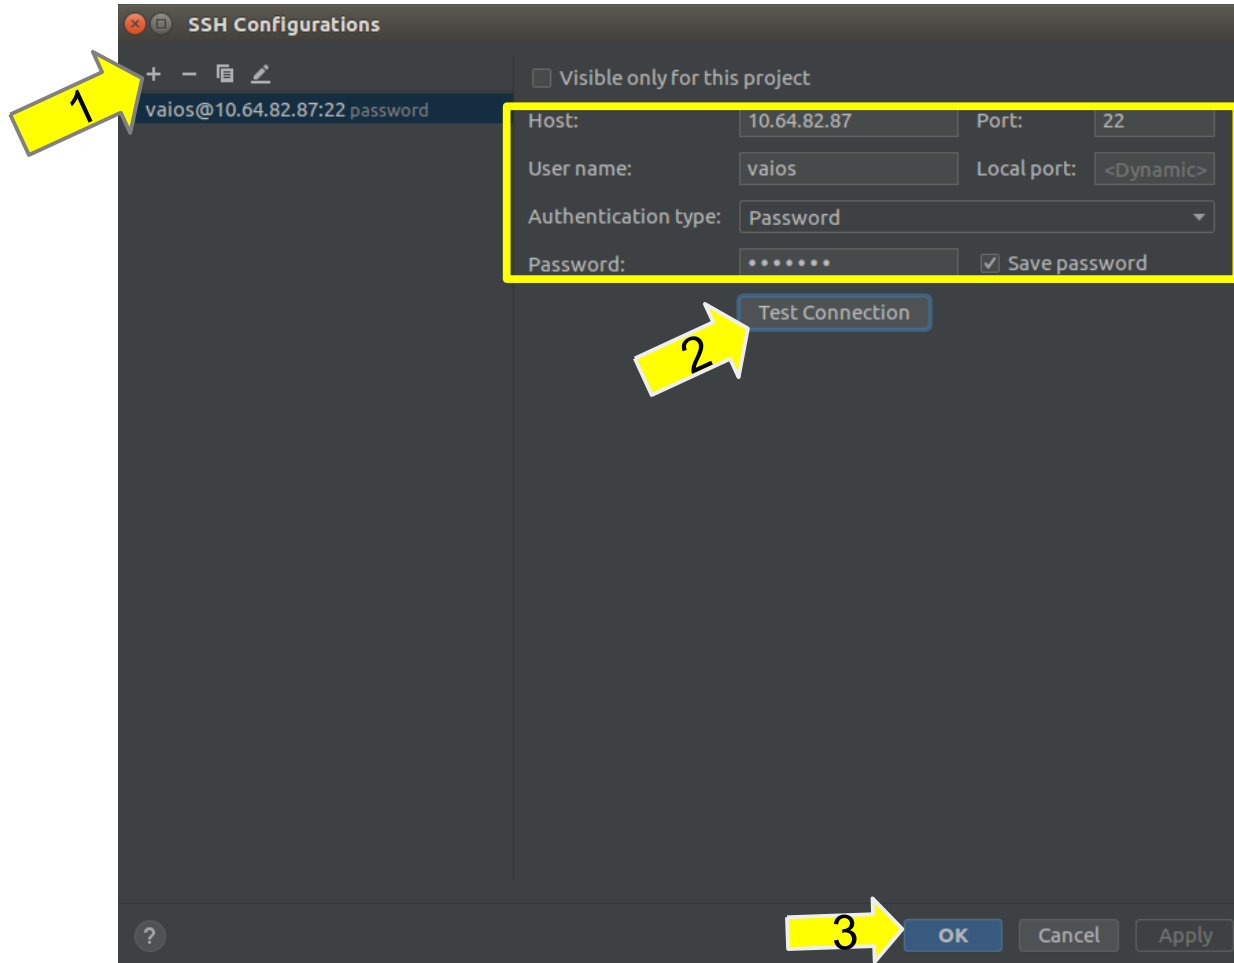 SSH Configurations
1
vaios@10.64.82.87:22 password
Visible only for this project
Host: 10.64.82.87 Port: 22
User name: vaios Local port: <Dynamic>
Authentication type: Password
Password: ••••••• Save password
Test Connection
2
?
3
OK Cancel Apply